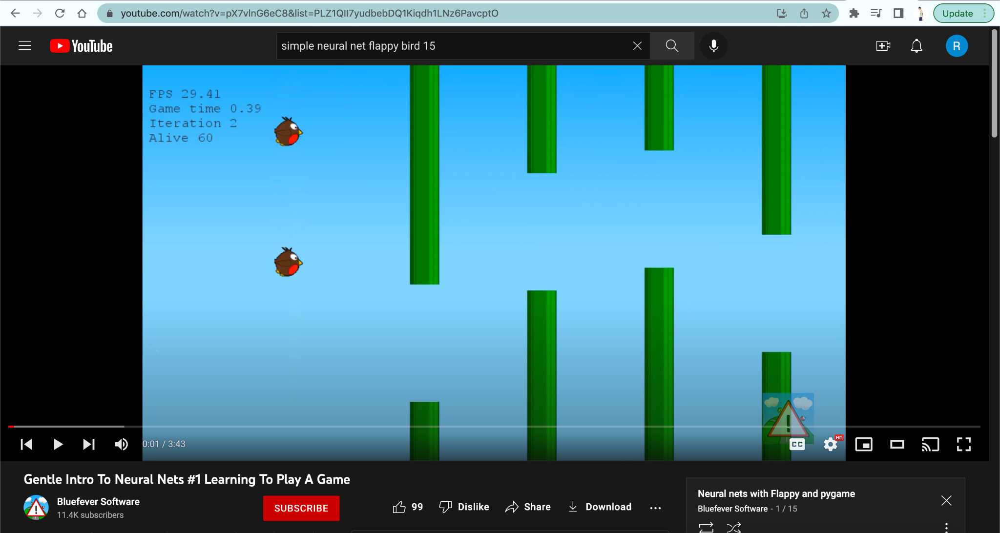 youtube.com/watch?v=pX7vlnG6eC8&list=PLZ1QII7yudbebDQ1Kiqdh1LNz6PavcptO
Update
YouTube
simple neural net flappy bird 15
R
FPS 29.41
Game time 0.39
Iteration 2
Alive 60
!
0:01 / 3:43
CC
HD
Gentle Intro To Neural Nets #1 Learning To Play A Game
Bluefever Software
11.4K subscribers
SUBSCRIBE
99
Dislike
Share
Download
Neural nets with Flappy and pygame
Bluefever Software - 1 / 15